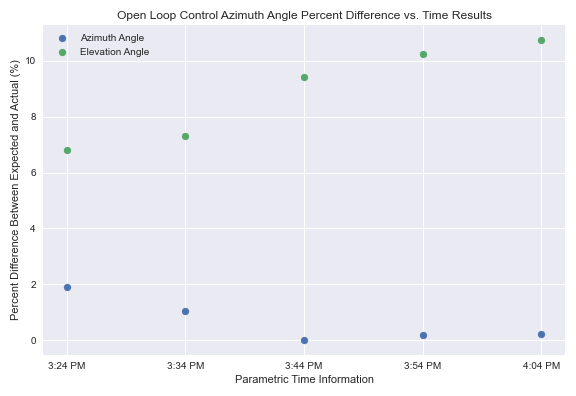 Open Loop Control Azimuth Angle Percent Difference vs. Time Results
Azimuth Angle
Elevation Angle
Percent Difference Between Expected and Actual (%)
10
8
6
4
2
0
3:24 PM
3:34 PM
3:44 PM
3:54 PM
4:04 PM
Parametric Time Information